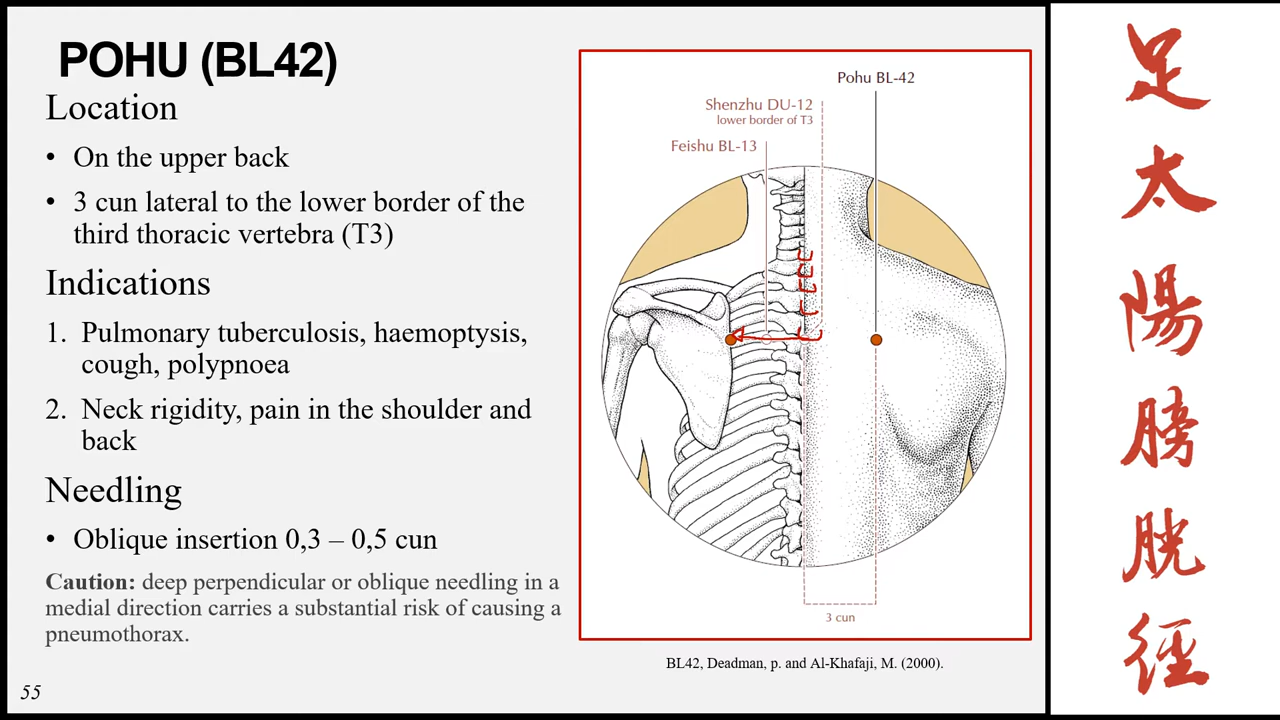 POHU (BL42)
Location
• On the upper back
• 3 cun lateral to the lower border of the
third thoracic vertebra (T3)
Indications
1. Pulmonary tuberculosis, haemoptysis,
cough, polypnoea
2. Neck rigidity, pain in the shoulder and
back
Needling
• Oblique insertion 0,3 – 0,5 cun
Caution: deep perpendicular or oblique needling in a
medial direction carries a substantial risk of causing a
pneumothorax.
55
Pohu BL-42
Shenzhu DU-12
lower border of T3
Feishu BL-13
3 cun
BL42, Deadman, p. and Al-Khafaji, M. (2000).
足
太
陽
膀
胱
徑